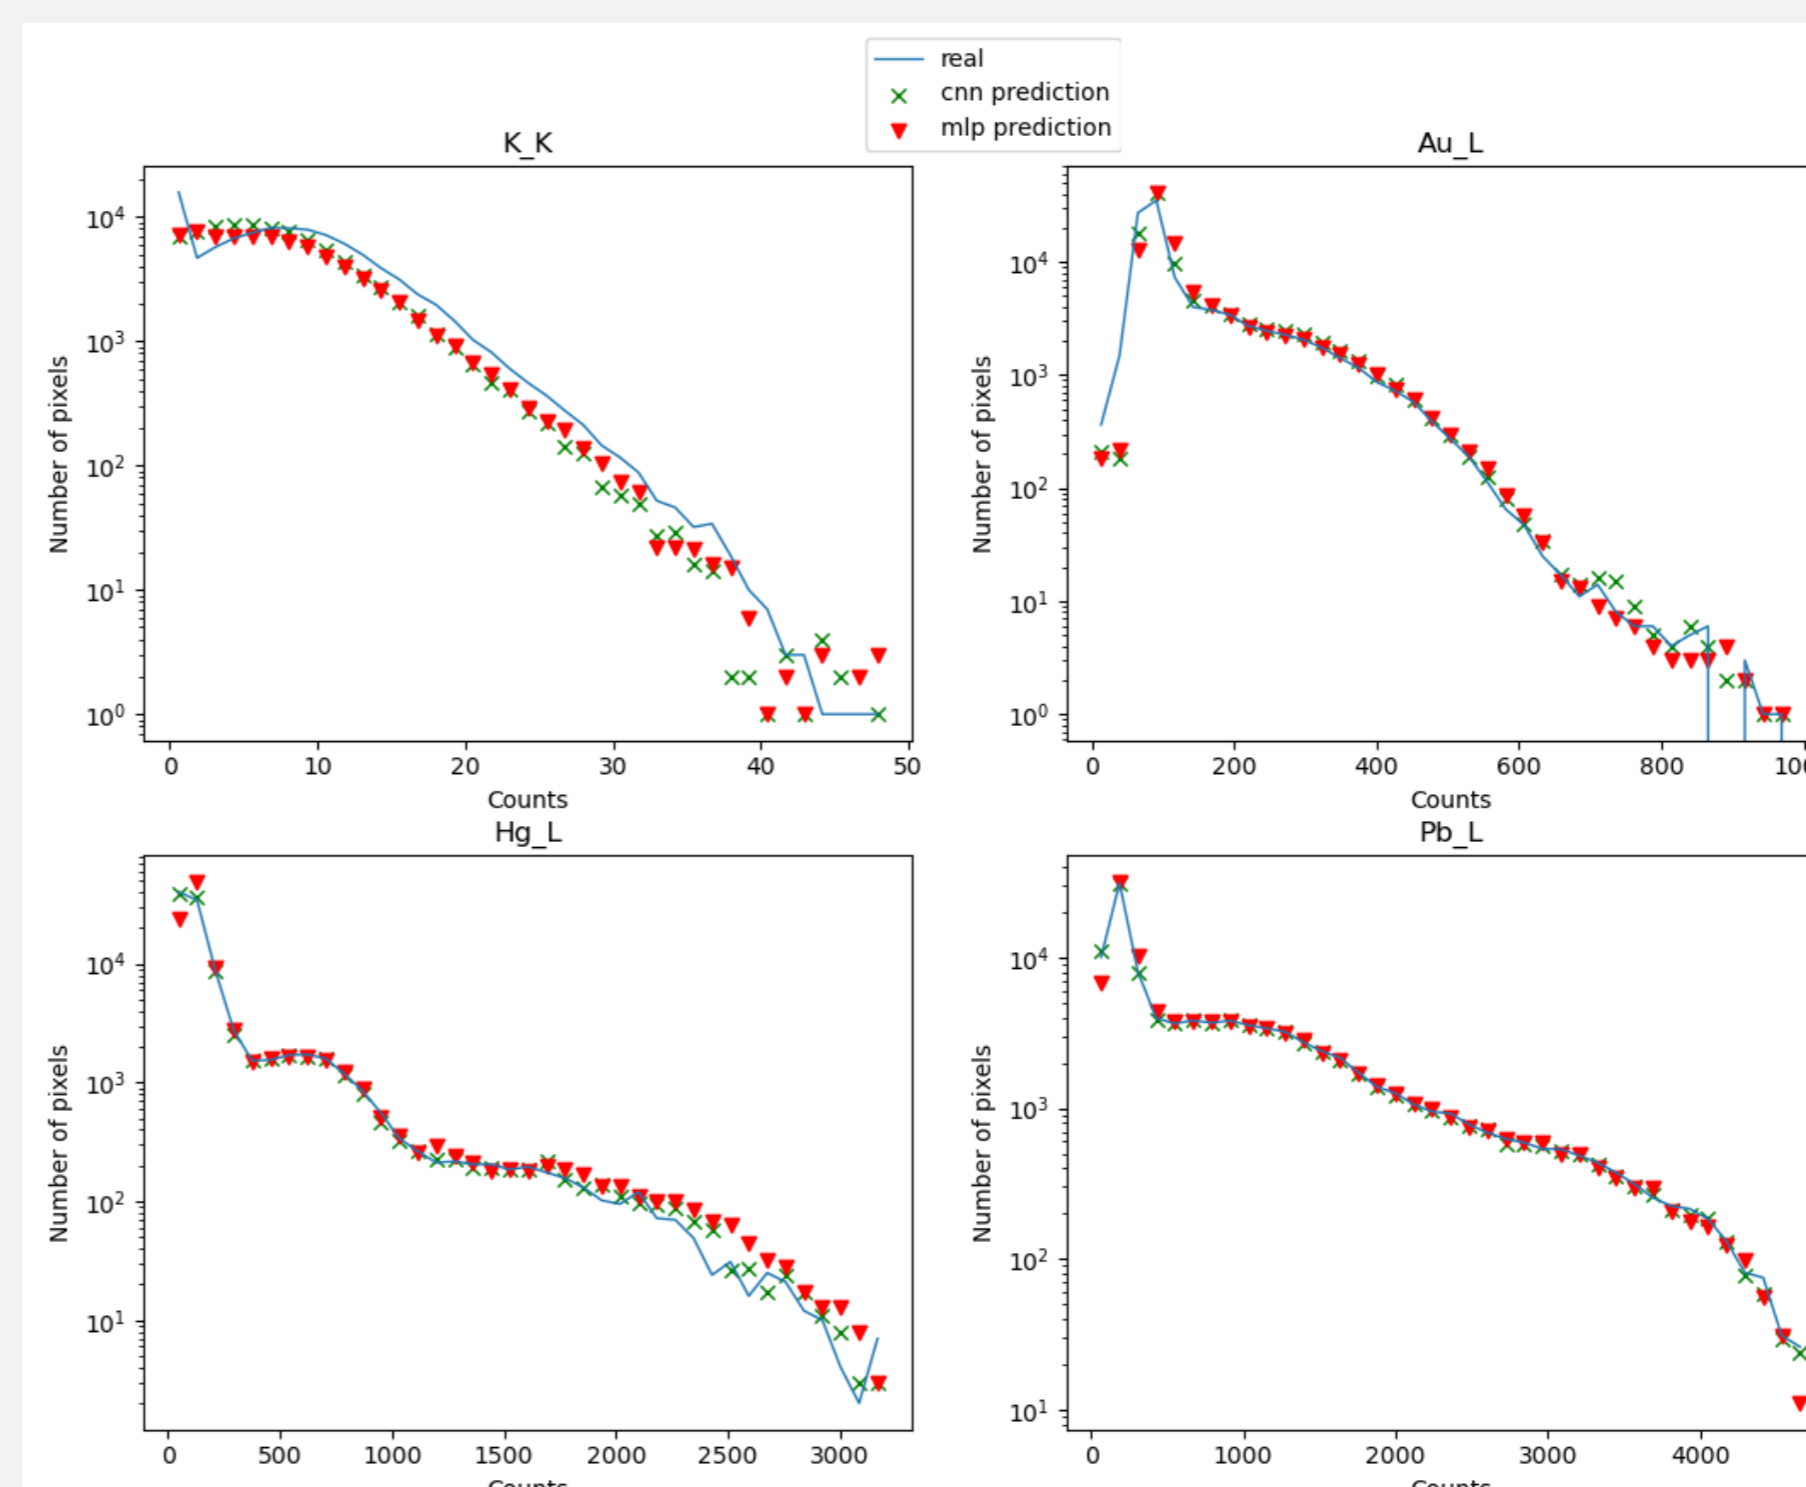 real
cnn prediction
mlp prediction
K_K
10⁴
10³
10²
10¹
10⁰
Number of pixels
0 10 20 30 40 50
Counts
Au_L
10⁴
10³
10²
10¹
10⁰
Number of pixels
0 200 400 600 800
Counts
Hg_L
10⁴
10³
10²
10¹
Number of pixels
0 500 1000 1500 2000 2500 3000
Counts
Pb_L
10⁴
10³
10²
10¹
Number of pixels
0 1000 2000 3000 4000
Counts